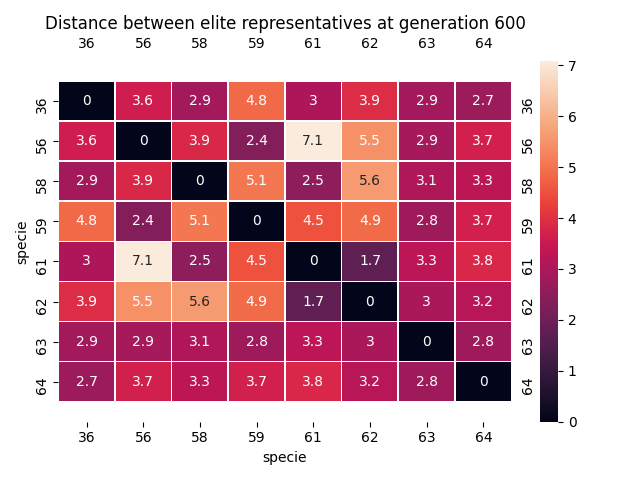 Distance between elite representatives at generation 600
36 56 58 59 61 62 63 64
36 0 3.6 2.9 4.8 3 3.9 2.9 2.7 36
56 3.6 0 3.9 2.4 7.1 5.5 2.9 3.7 56
58 2.9 3.9 0 5.1 2.5 5.6 3.1 3.3 58
59 4.8 2.4 5.1 0 4.5 4.9 2.8 3.7 59
61 3 7.1 2.5 4.5 0 1.7 3.3 3.8 61
62 3.9 5.5 5.6 4.9 1.7 0 3 3.2 62
63 2.9 2.9 3.1 2.8 3.3 3 0 2.8 63
64 2.7 3.7 3.3 3.7 3.8 3.2 2.8 0 64
36 56 58 59 61 62 63 64
specie
specie
7
6
5
4
3
2
1
0